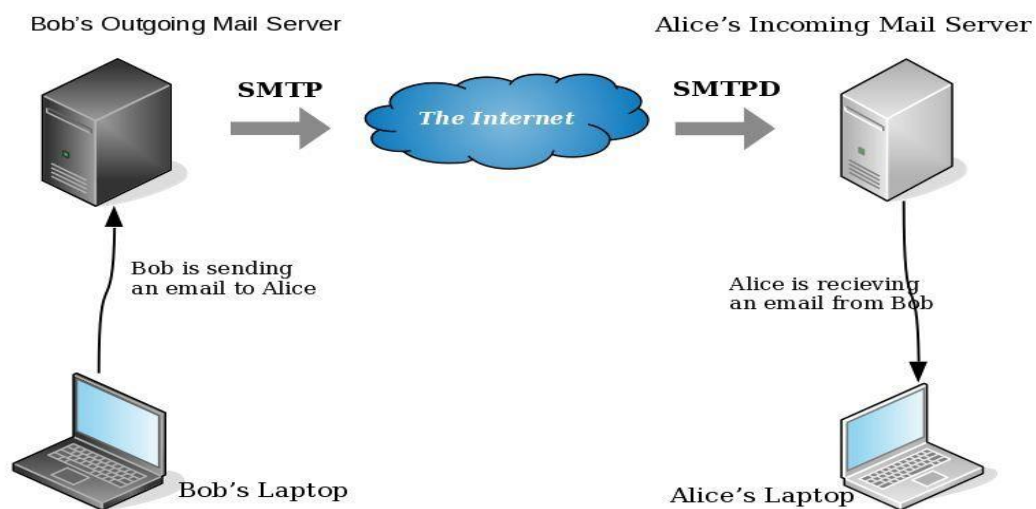 Bob's Outgoing Mail Server
Alice's Incoming Mail Server
SMTP
The Internet
SMTPD
Bob is sending
an email to Alice
Alice is recieving
an email from Bob
Bob's Laptop
Alice's Laptop